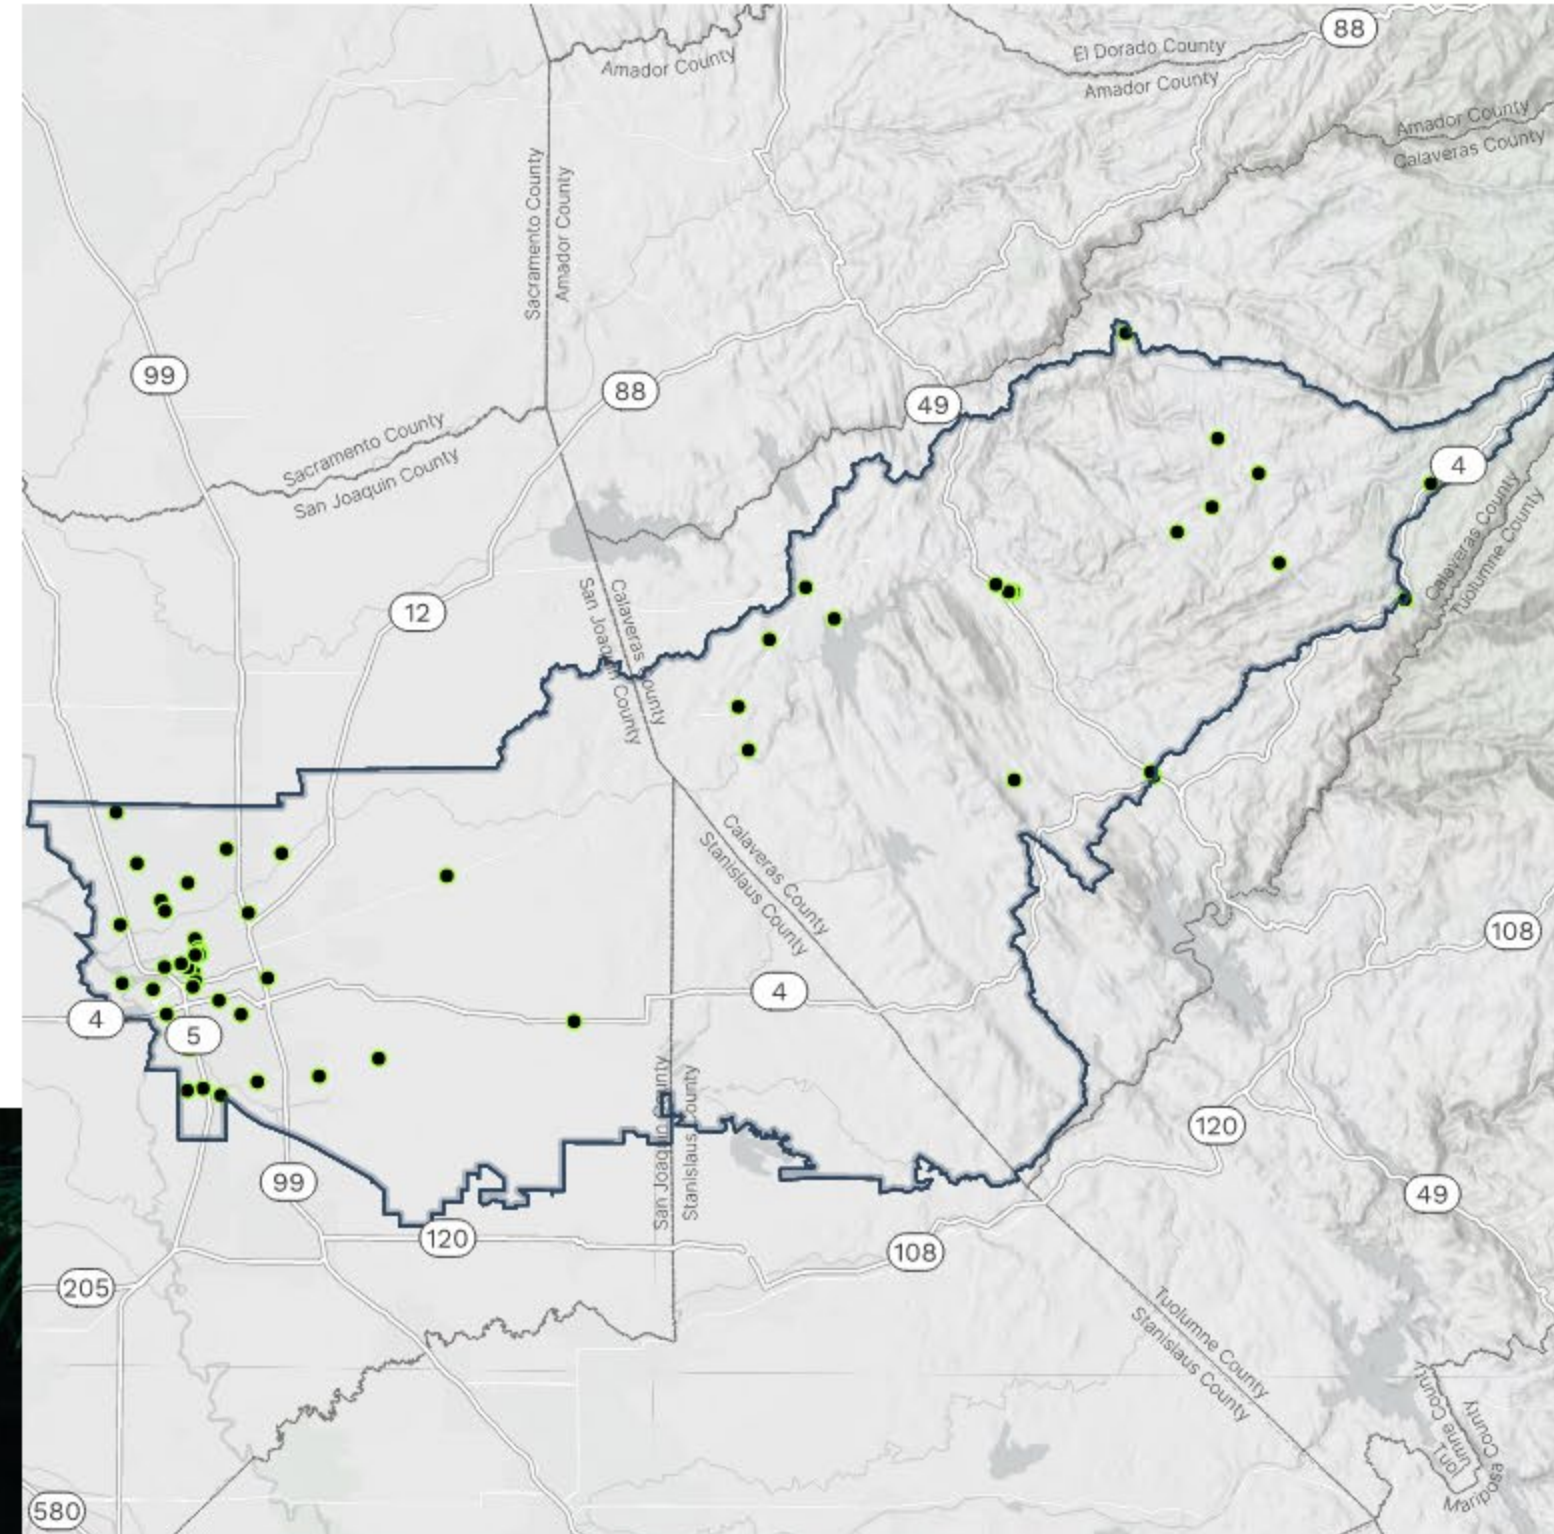 88
El Dorado County
Amador County
Amador County
Amador County
Calaveras County
Sacramento County
Amador County
99
88
49
Sacramento County
San Joaquin County
4
Calaveras County
Tuolumne County
12
Calaveras County
San Joaquin County
Calaveras County
Stanislaus County
108
4
4
5
San Joaquin County
Stanislaus County
120
99
49
120
108
205
Tuolumne County
Stanislaus County
Tuolumne County
Mariposa County
580